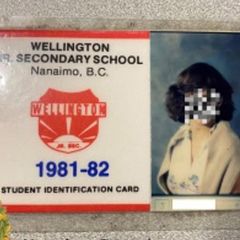 WELLINGTON
JR. SECONDARY SCHOOL
Nanaimo, B.C.
WELLINGTON
JR. SEC.
1981-82
STUDENT IDENTIFICATION CARD